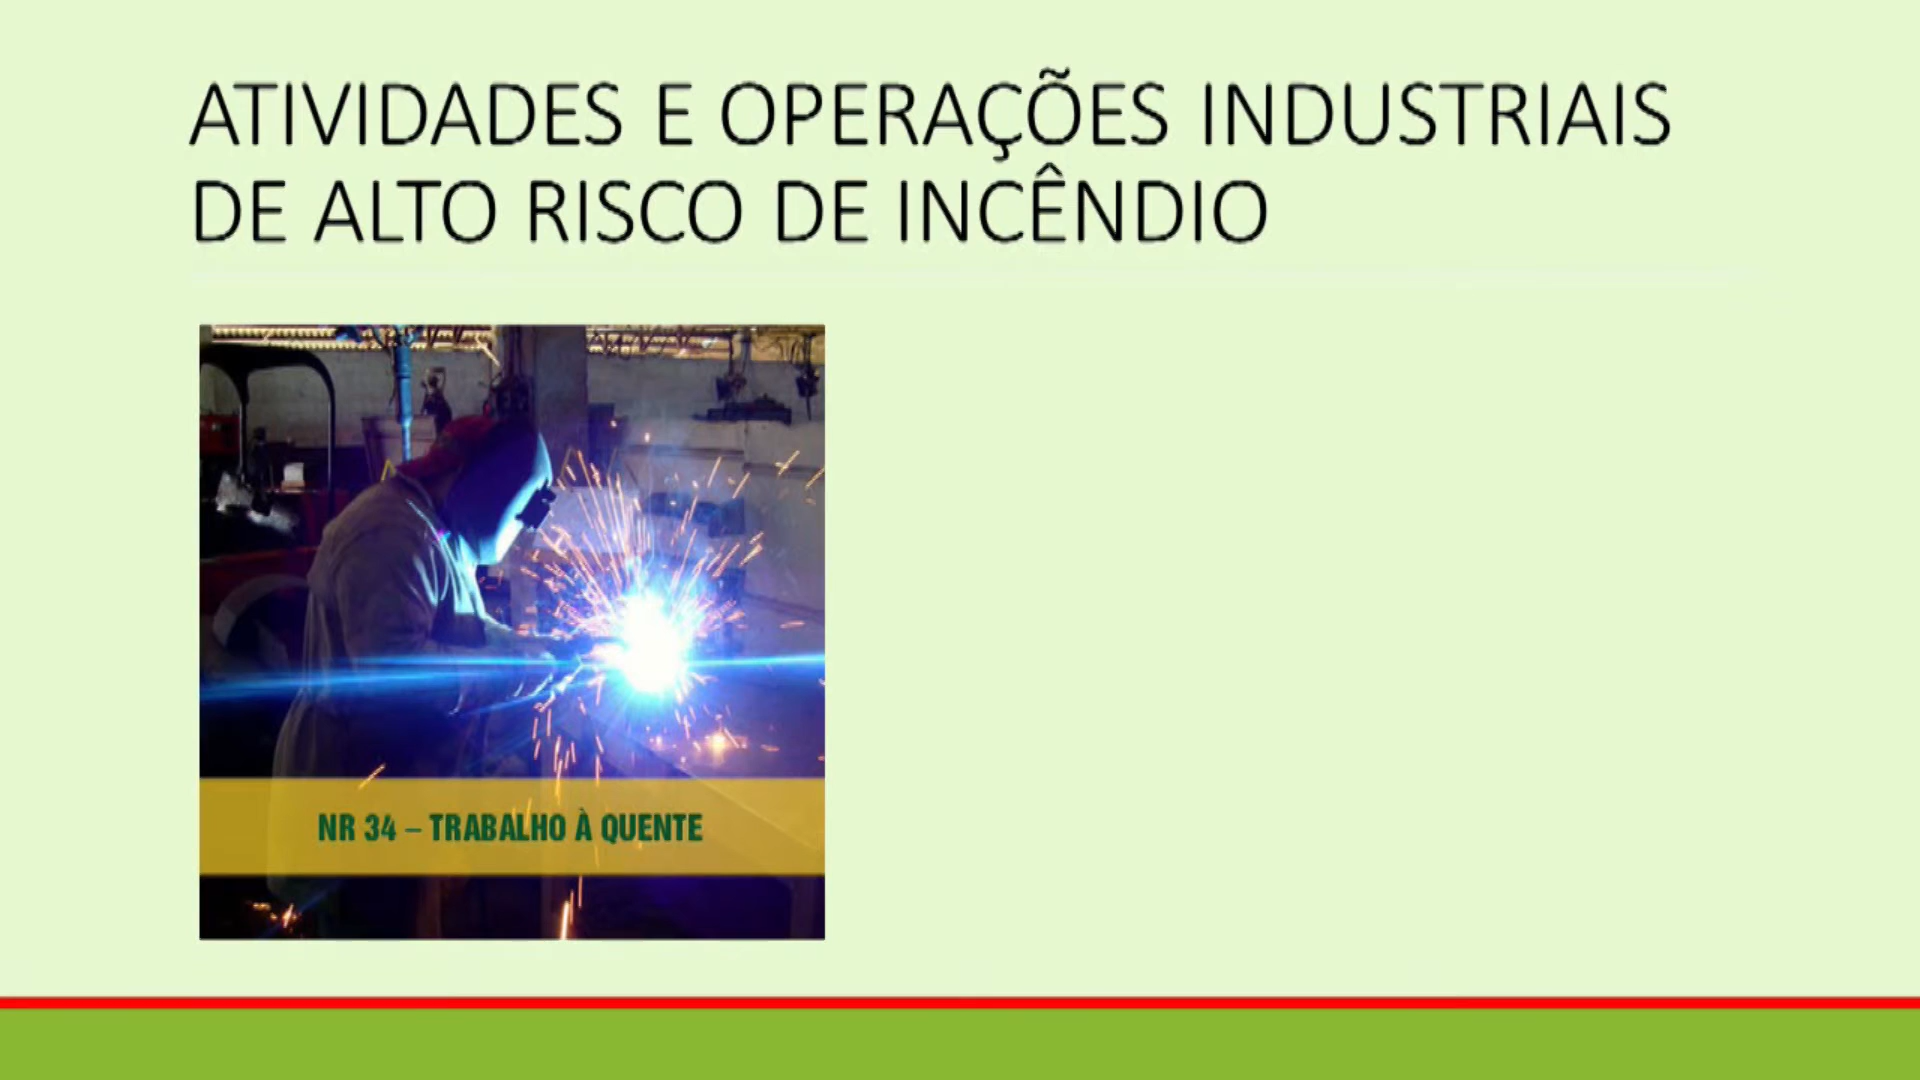 ATIVIDADES E OPERAÇÕES INDUSTRIAIS
DE ALTO RISCO DE INCÊNDIO
NR 34 – TRABALHO À QUENTE